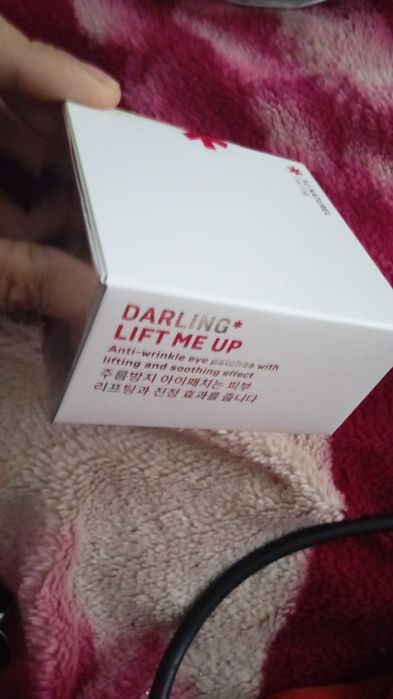 DARLING*
LIFT ME UP
Anti-wrinkle eye patches with
lifting and soothing effect
주름방지 아이패치는 피부
리프팅과 진정 효과를 줍니다